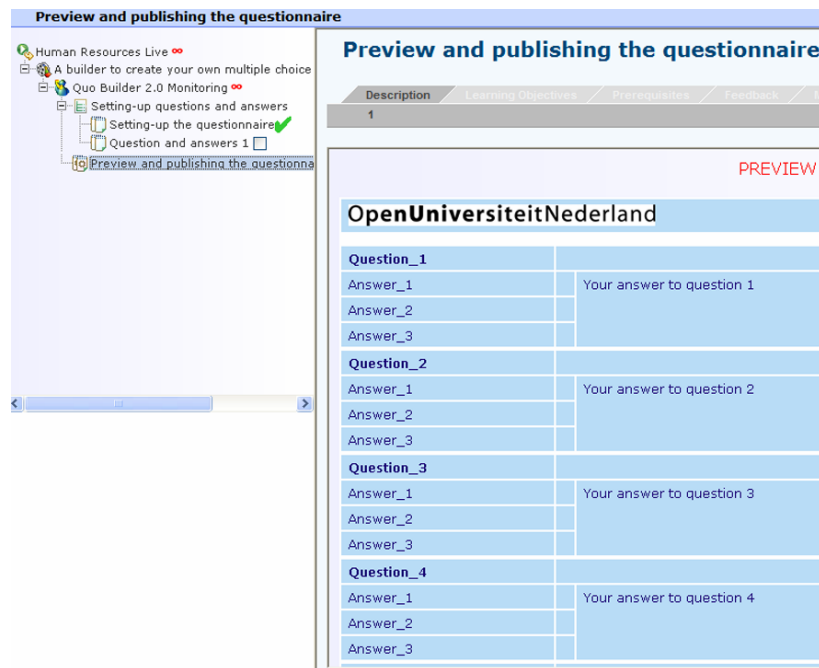 Preview and publishing the questionnaire
Human Resources Live
A builder to create your own multiple choice
Quo Builder 2.0 Monitoring
Setting-up questions and answers
Setting-up the questionnaire
Question and answers 1
Preview and publishing the questionna
Preview and publishing the questionnaire
Description Learning Objectives Prerequisites Feedback
1
PREVIEW
OpenUniversiteitNederland
Question_1
Answer_1 Your answer to question 1
Answer_2
Answer_3
Question_2
Answer_1 Your answer to question 2
Answer_2
Answer_3
Question_3
Answer_1 Your answer to question 3
Answer_2
Answer_3
Question_4
Answer_1 Your answer to question 4
Answer_2
Answer_3